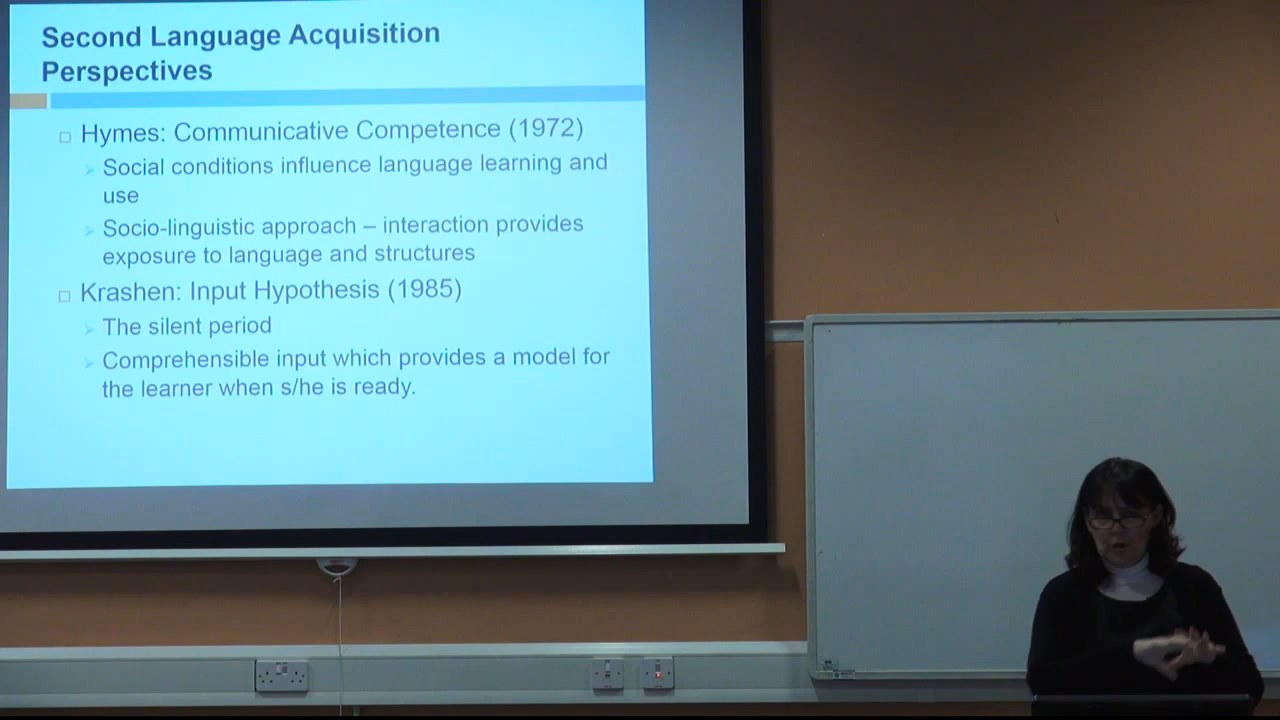 Second Language Acquisition
Perspectives
Hymes: Communicative Competence (1972)
Social conditions influence language learning and
use
Socio-linguistic approach – interaction provides
exposure to language and structures
Krashen: Input Hypothesis (1985)
The silent period
Comprehensible input which provides a model for
the learner when s/he is ready.